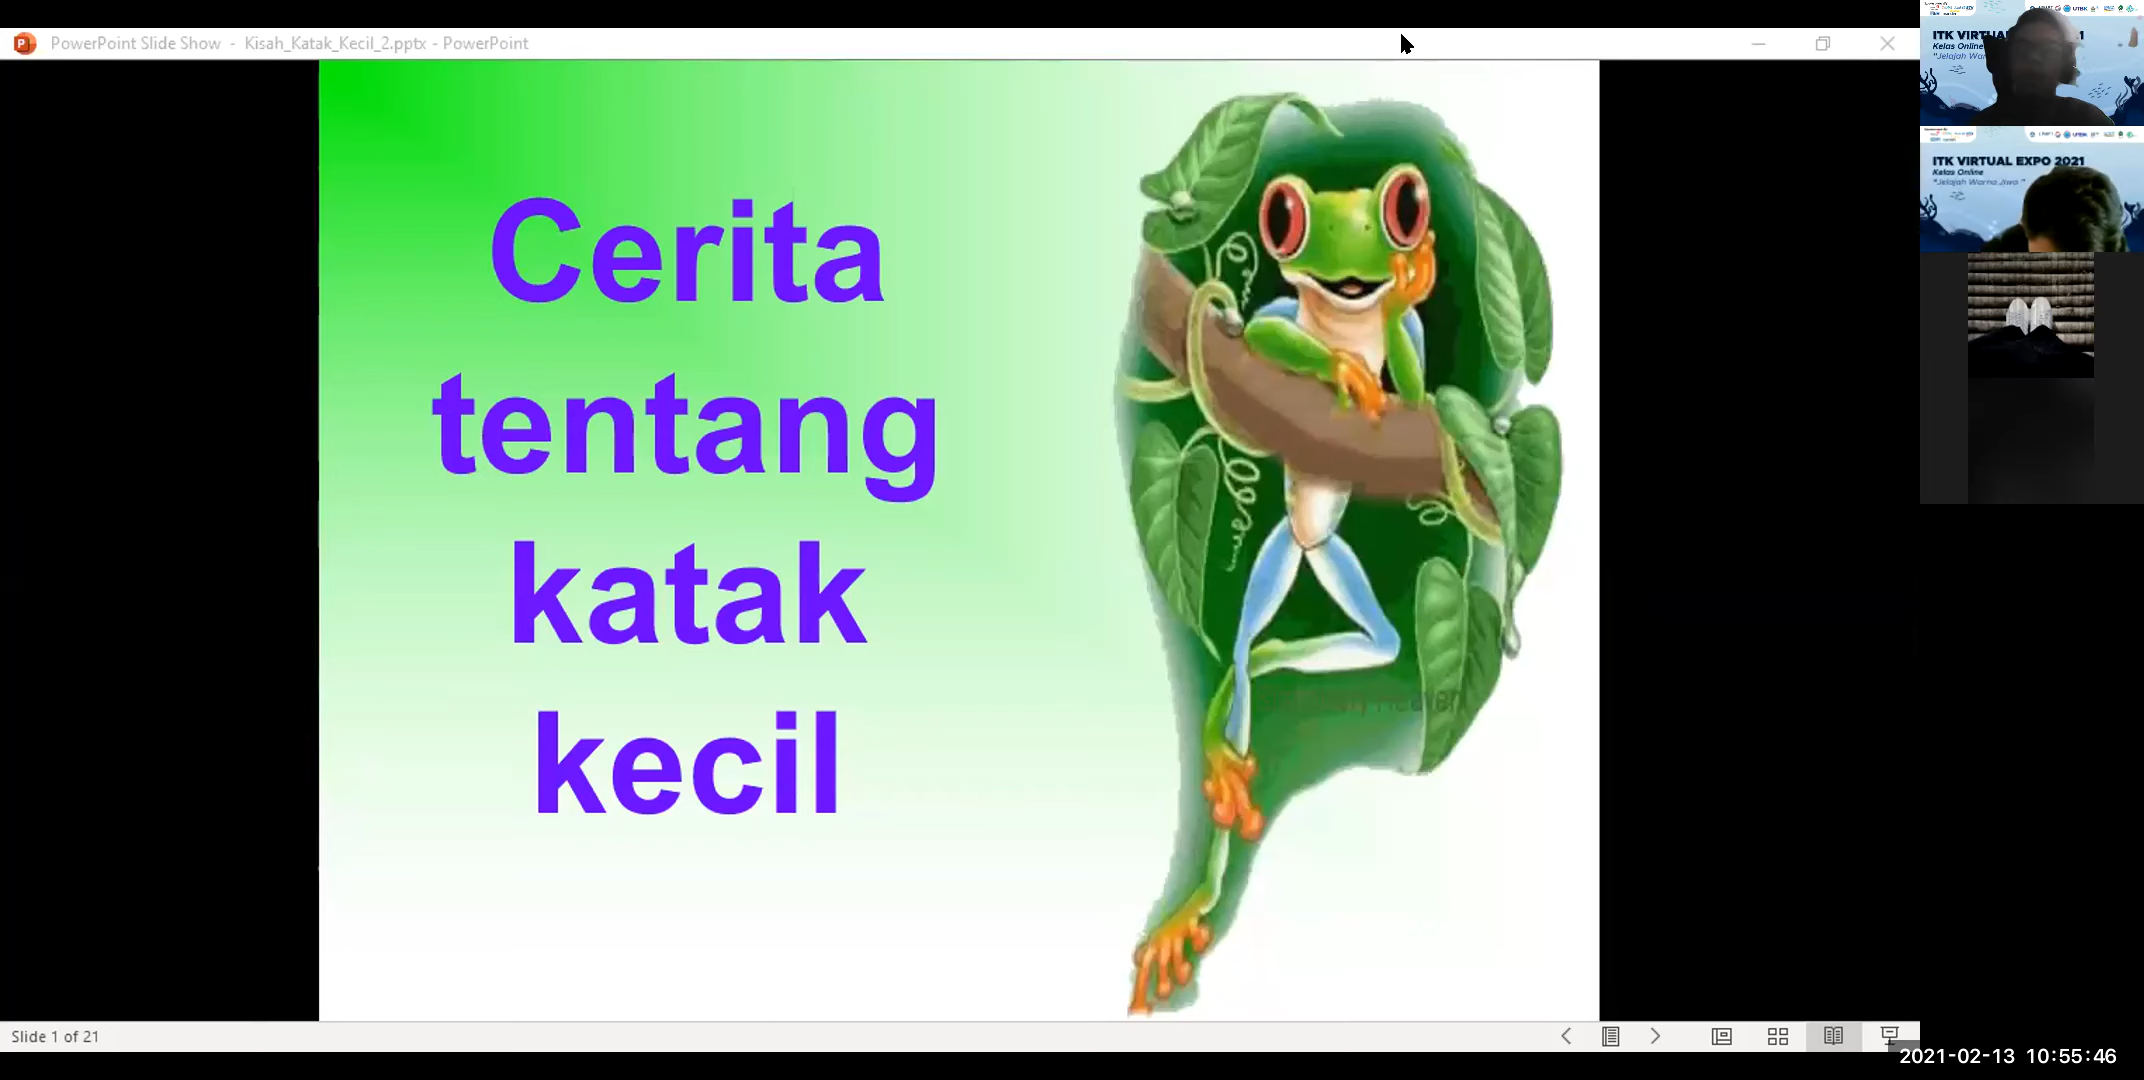 PowerPoint Slide Show - Kisah_Katak_Kecil_2.pptx - PowerPoint
Cerita
tentang
katak
kecil
Slide 1 of 21
ITK VIRTUAL EXPO 2021
Kelas Online
"Jelajah Warna Jiwa"
2021-02-13 10:55:46